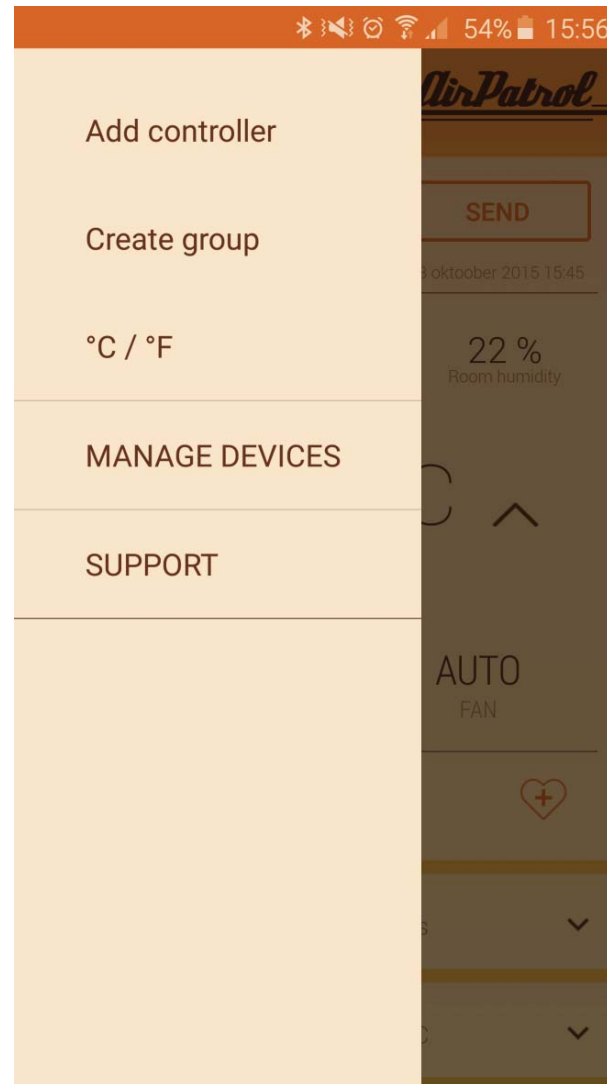 54% 15:56
AirPatrol
Add controller
SEND
Create group
oktoober 2015 15:45
°C / °F
22 %
Room humidity
MANAGE DEVICES
C
SUPPORT
AUTO
FAN
s
C